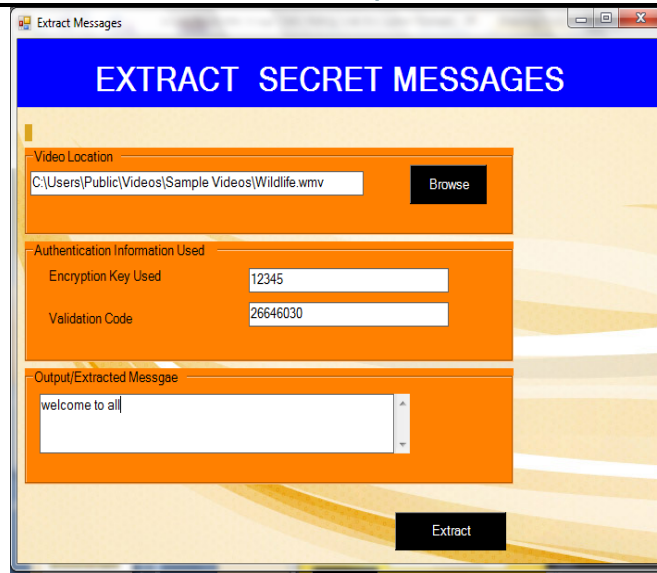 Extract Messages
EXTRACT SECRET MESSAGES
Video Location
C:\Users\Public\Videos\Sample Videos\Wildlife.wmv
Browse
Authentication Information Used
Encryption Key Used
12345
Validation Code
26646030
Output/Extracted Messgae
welcome to all
Extract